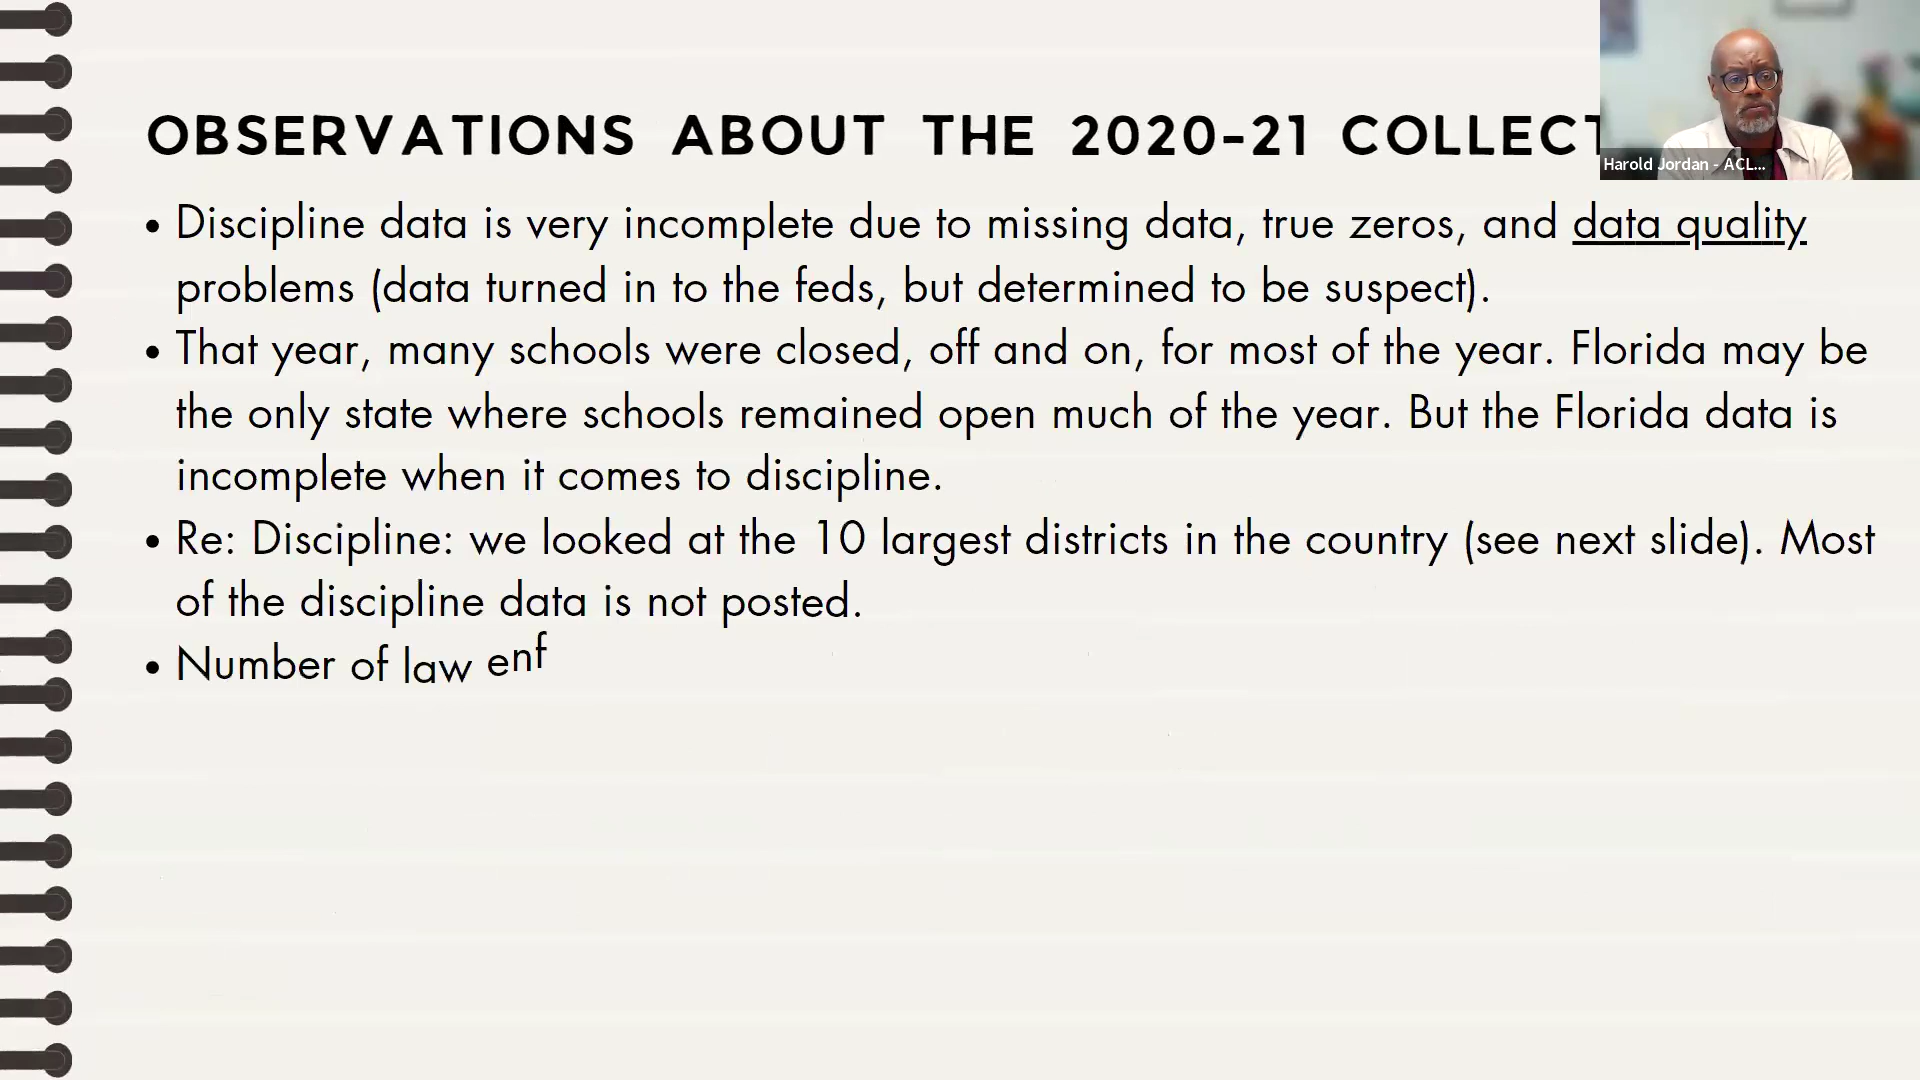 OBSERVATIONS ABOUT THE 2020-21 COLLECT
Harold Jordan - ACL...
• Discipline data is very incomplete due to missing data, true zeros, and data quality
problems (data turned in to the feds, but determined to be suspect).
• That year, many schools were closed, off and on, for most of the year. Florida may be
the only state where schools remained open much of the year. But the Florida data is
incomplete when it comes to discipline.
• Re: Discipline: we looked at the 10 largest districts in the country (see next slide). Most
of the discipline data is not posted.
• Number of law enf